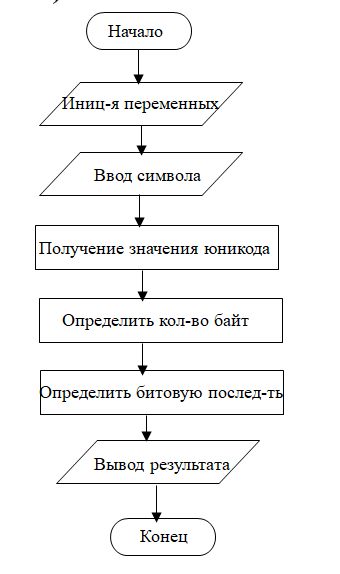 Начало
Иниц-я переменных
Ввод символа
Получение значения юникода
Определить кол-во байт
Определить битовую послед-ть
Вывод результата
Конец